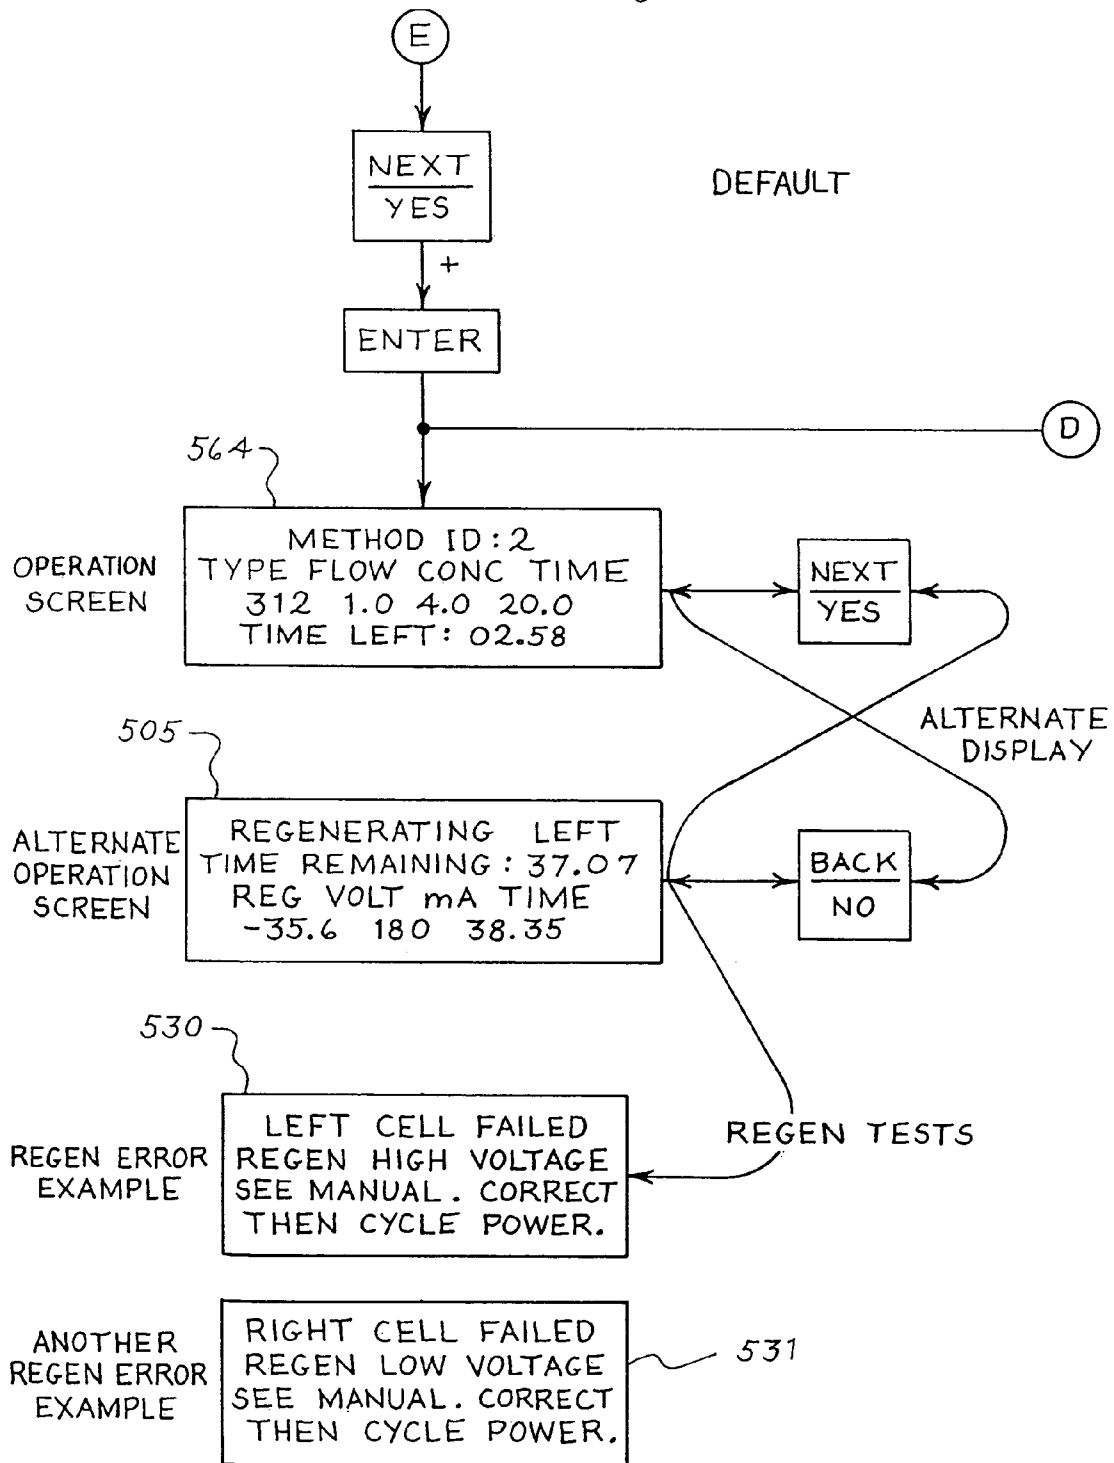 E
NEXT
YES
DEFAULT
+
ENTER
D
564
OPERATION
SCREEN
METHOD ID:2
TYPE FLOW CONC TIME
312 1.0 4.0 20.0
TIME LEFT: 02.58
NEXT
YES
ALTERNATE
DISPLAY
505
ALTERNATE
OPERATION
SCREEN
REGENERATING LEFT
TIME REMAINING: 37.07
REG VOLT mA TIME
-35.6 180 38.35
BACK
NO
530
REGEN ERROR
EXAMPLE
LEFT CELL FAILED
REGEN HIGH VOLTAGE
SEE MANUAL. CORRECT
THEN CYCLE POWER.
REGEN TESTS
ANOTHER
REGEN ERROR
EXAMPLE
RIGHT CELL FAILED
REGEN LOW VOLTAGE
SEE MANUAL. CORRECT
THEN CYCLE POWER.
531